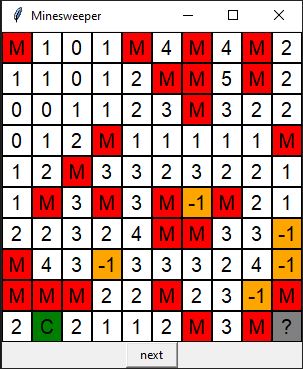 Minesweeper
M 1 0 1 M 4 M 4 M 2
1 1 0 1 2 M M 5 M 2
0 0 1 1 2 3 M 3 2 2
0 1 2 M 1 1 1 1 1 M
1 2 M 3 3 2 3 2 2 1
1 M 3 M 3 M -1 M 2 1
2 2 3 2 4 M M 3 3 -1
M 4 3 -1 3 3 3 2 4 -1
M M M 2 2 M 2 3 -1 M
2 C 2 1 1 2 M 3 M ?
next